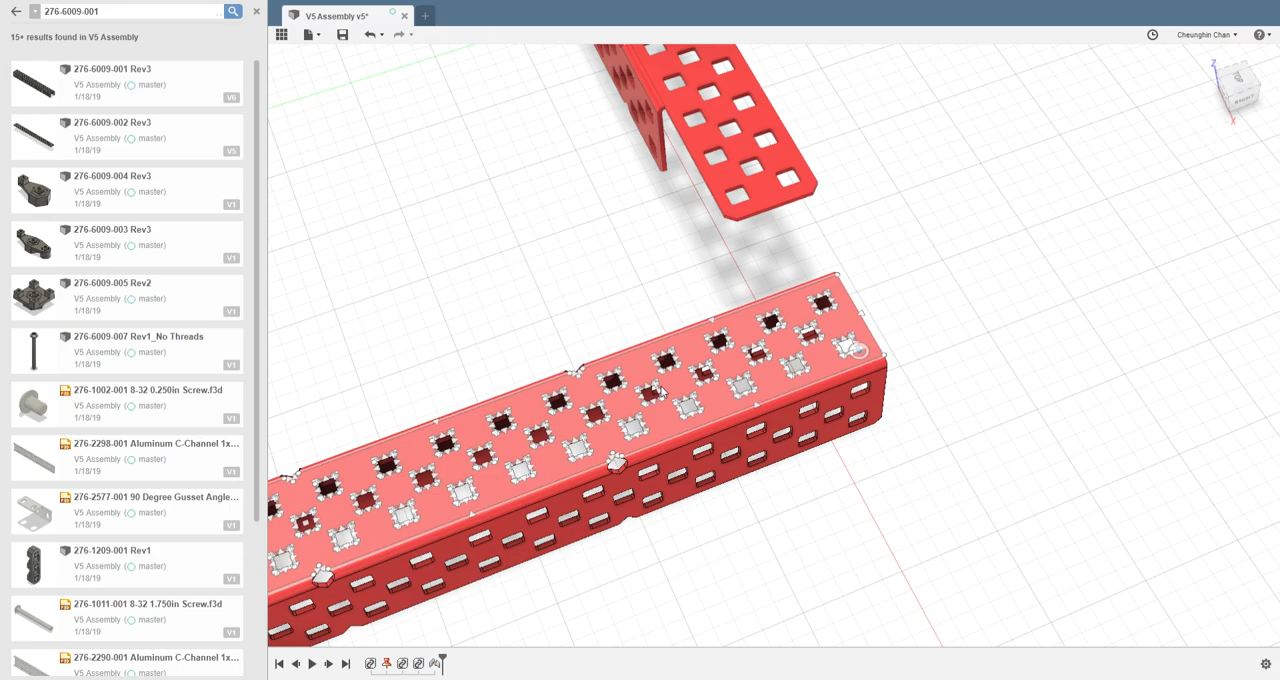 276-6009-001
15+ results found in V5 Assembly
276-6009-001 Rev3
V5 Assembly (master)
1/18/19
V6
276-6009-002 Rev3
V5 Assembly (master)
1/18/19
V5
276-6009-004 Rev3
V5 Assembly (master)
1/18/19
V1
276-6009-003 Rev3
V5 Assembly (master)
1/18/19
V1
276-6009-005 Rev2
V5 Assembly (master)
1/18/19
V1
276-6009-007 Rev1_No Threads
V5 Assembly (master)
1/18/19
V1
276-1002-001 8-32 0.250in Screw.f3d
V5 Assembly (master)
1/18/19
V1
276-2298-001 Aluminum C-Channel 1x...
V5 Assembly (master)
1/18/19
V1
276-2577-001 90 Degree Gusset Angle...
V5 Assembly (master)
1/18/19
V1
276-1209-001 Rev1
V5 Assembly (master)
1/18/19
V1
276-1011-001 8-32 1.750in Screw.f3d
V5 Assembly (master)
1/18/19
V1
276-2290-001 Aluminum C-Channel 1x...
V5 Assembly (master)
V5 Assembly v5*
Cheunghin Chan
Z
TOP
X